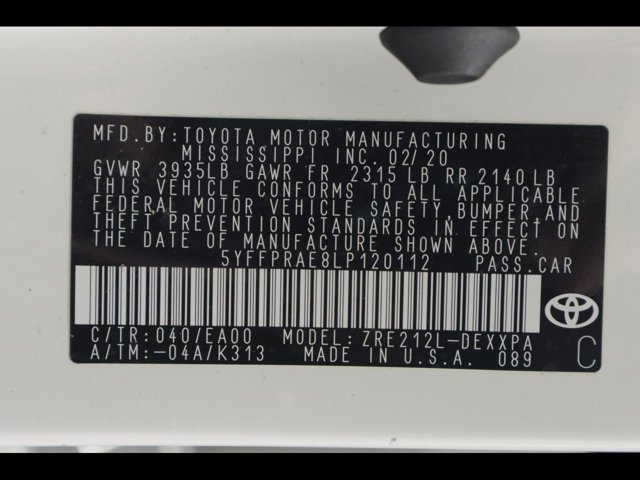 MFD. BY: TOYOTA MOTOR MANUFACTURING
MISSISSIPPI INC. 02/20
GVWR 3935LB GAWR FR 2315 LB RR 2140 LB
THIS VEHICLE CONFORMS TO ALL APPLICABLE
FEDERAL MOTOR VEHICLE SAFETY, BUMPER, AND
THEFT PREVENTION STANDARDS IN EFFECT ON
THE DATE OF MANUFACTURE SHOWN ABOVE.
5YFFPRAE8LP120112 PASS. CAR
C/TR: 040/EA00 MODEL: ZRE212L-DEXXPA
A/TM: -04A/K313 MADE IN U.S.A. 089
C